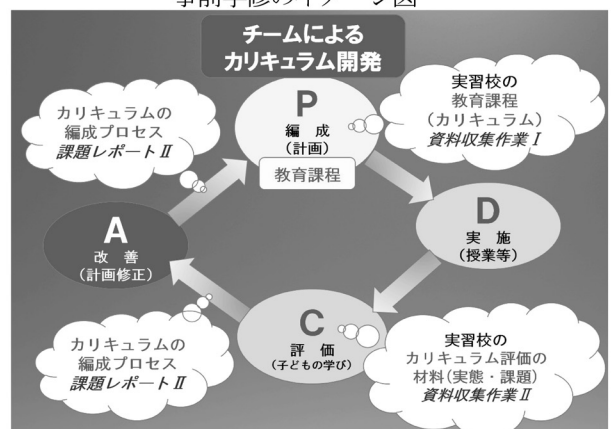 事前学修のイメージ図
チームによる
カリキュラム開発
カリキュラムの
編成プロセス
課題レポートⅡ
P
編 成
(計画)
教育課程
実習校の
教育課程
(カリキュラム)
資料収集作業Ⅰ
A
改 善
(計画修正)
D
実 施
(授業等)
カリキュラムの
編成プロセス
課題レポートⅡ
C
評 価
(子どもの学び)
実習校の
カリキュラム評価の
材料(実態・課題)
資料収集作業Ⅱ